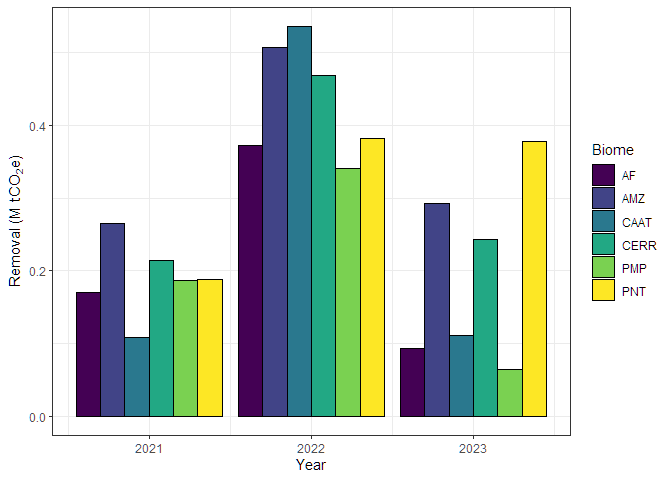 Removal (M tCO₂e)
0.4
0.2
0.0
2021 2022 2023
Year
Biome
AF
AMZ
CAAT
CERR
PMP
PNT